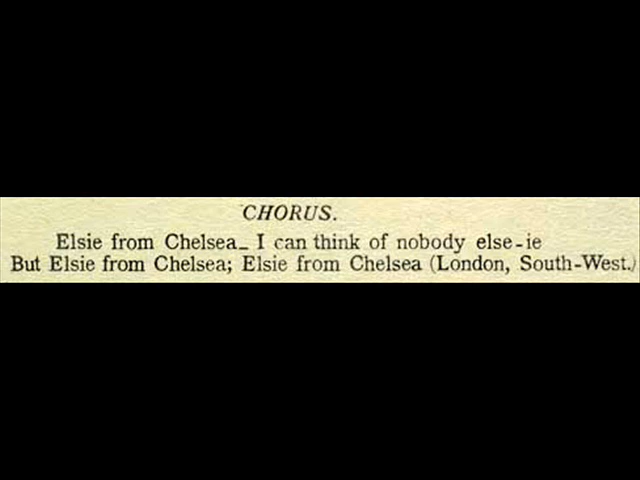 CHORUS.
Elsie from Chelsea_ I can think of nobody else-ie
But Elsie from Chelsea; Elsie from Chelsea (London, South-West.)